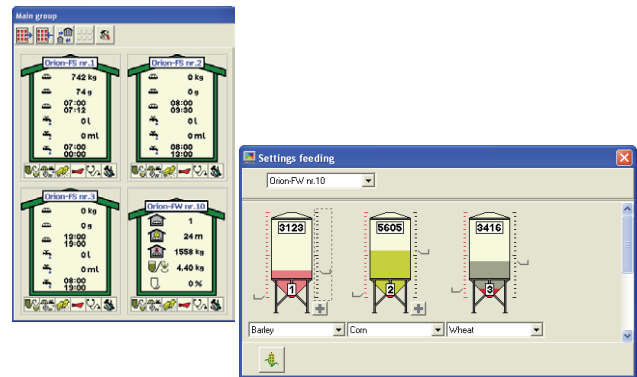 Main group
Orion-FS nr.1
742 kg
74 g
07:00
07:12
0 l
0 ml
07:00
00:00
Orion-FS nr.2
0 kg
0 g
08:00
09:30
0 l
0 ml
08:00
19:00
Orion-FS nr.3
0 kg
0 g
18:00
19:00
0 l
0 ml
08:00
19:00
Orion-FW nr.10
1
24 m
1558 kg
4.40 kg
0 %
Settings feeding
Orion-FW nr.10
3123
5605
3416
1
2
3
Barley
Corn
Wheat